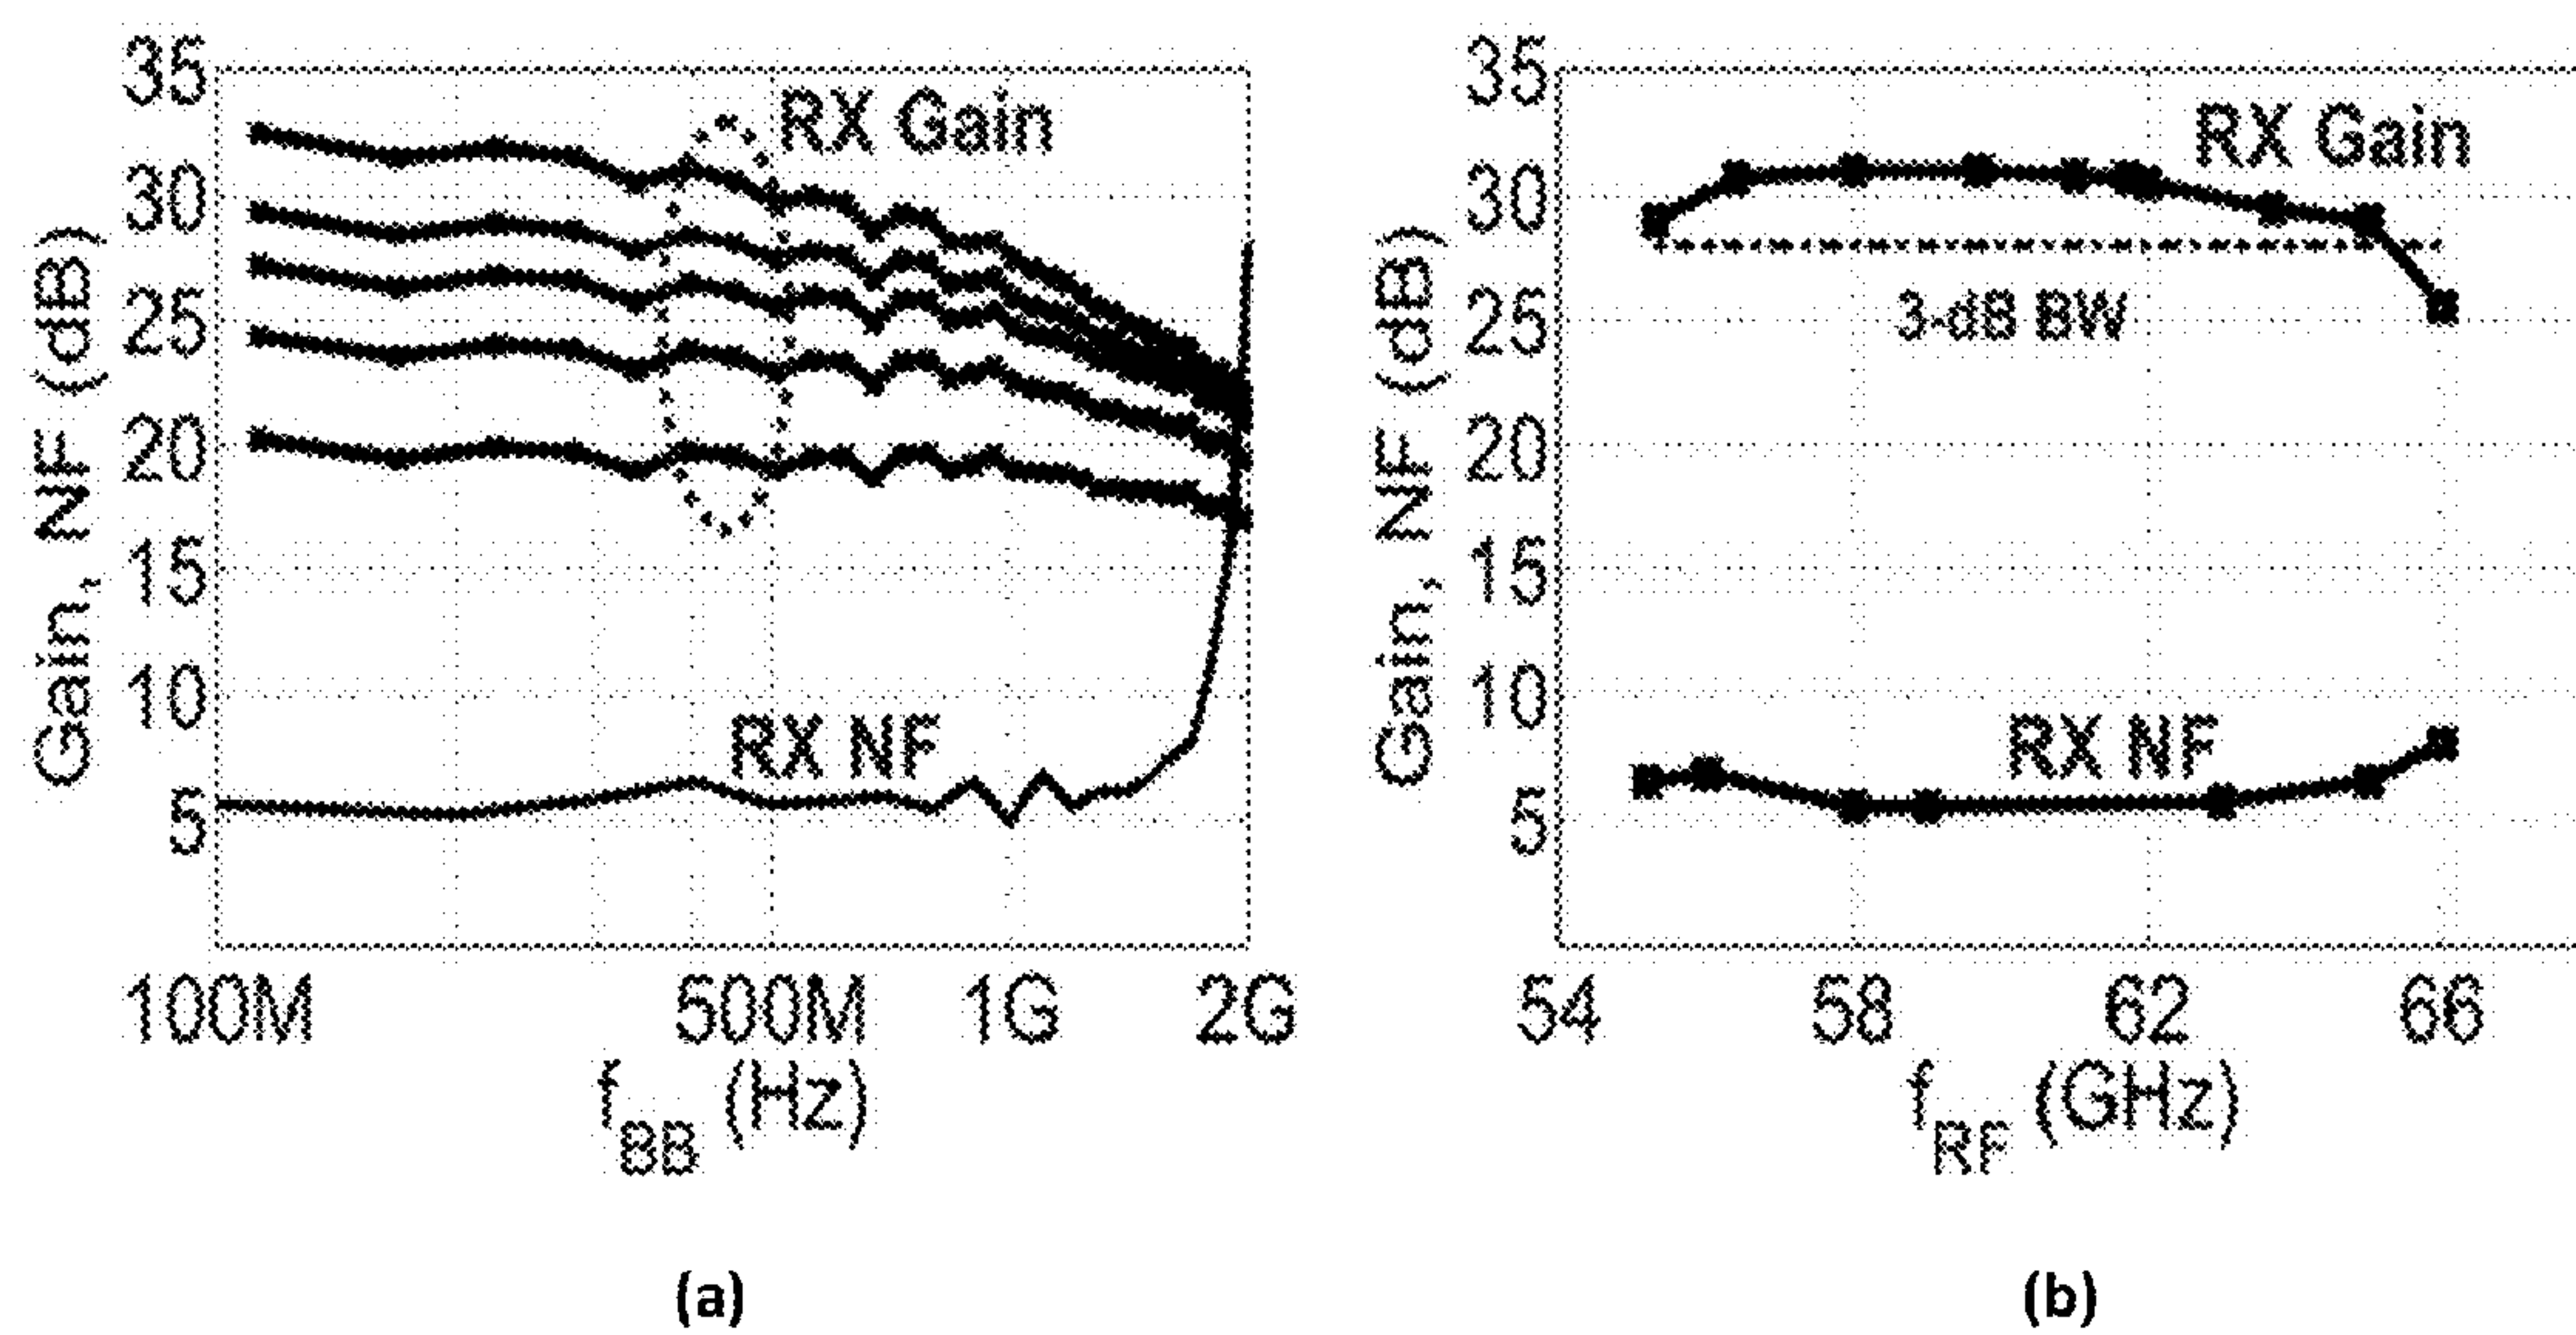 Gain, NF (dB)
35
30
25
20
15
10
5
RX Gain
RX NF
100M 500M 1G 2G
f_BB (Hz)
(a)
Gain, NF (dB)
35
30
25
20
15
10
5
RX Gain
3-dB BW
RX NF
54 58 62 66
f_RF (GHz)
(b)